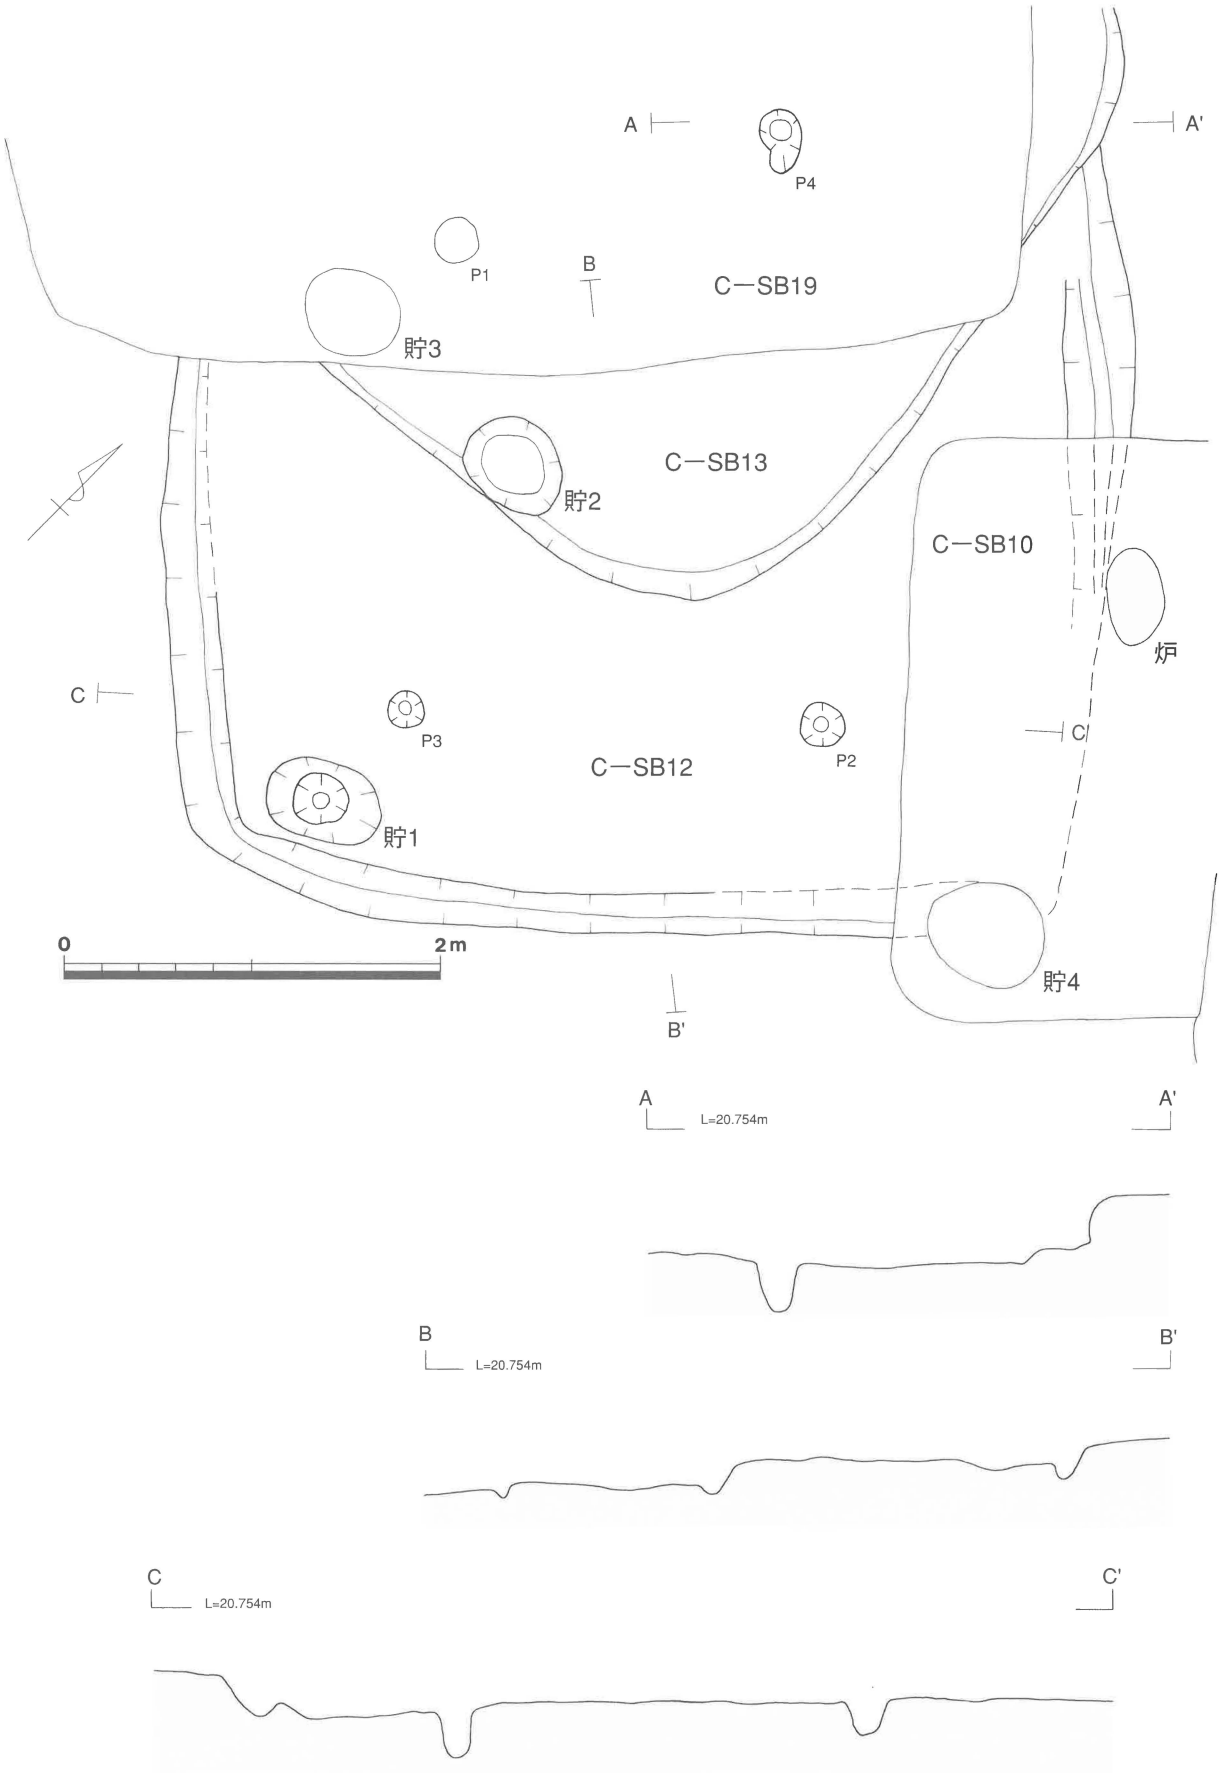 A
A'
P4
P1
B
C－SB19
貯3
C－SB13
貯2
C－SB10
炉
C
P3
C
P2
C－SB12
貯1
0
2m
貯4
B'
A
A'
L=20.754m
B
B'
L=20.754m
C
C'
L=20.754m